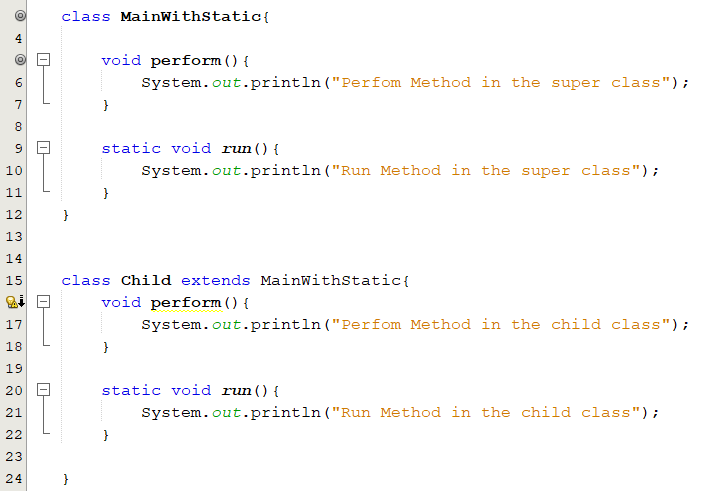 class MainWithStatic{
4
void perform(){
6 System.out.println("Perfom Method in the super class");
7 }
8
9 static void run(){
10 System.out.println("Run Method in the super class");
11 }
12 }
13
14
15 class Child extends MainWithStatic{
void perform(){
17 System.out.println("Perfom Method in the child class");
18 }
19
20 static void run(){
21 System.out.println("Run Method in the child class");
22 }
23
24 }